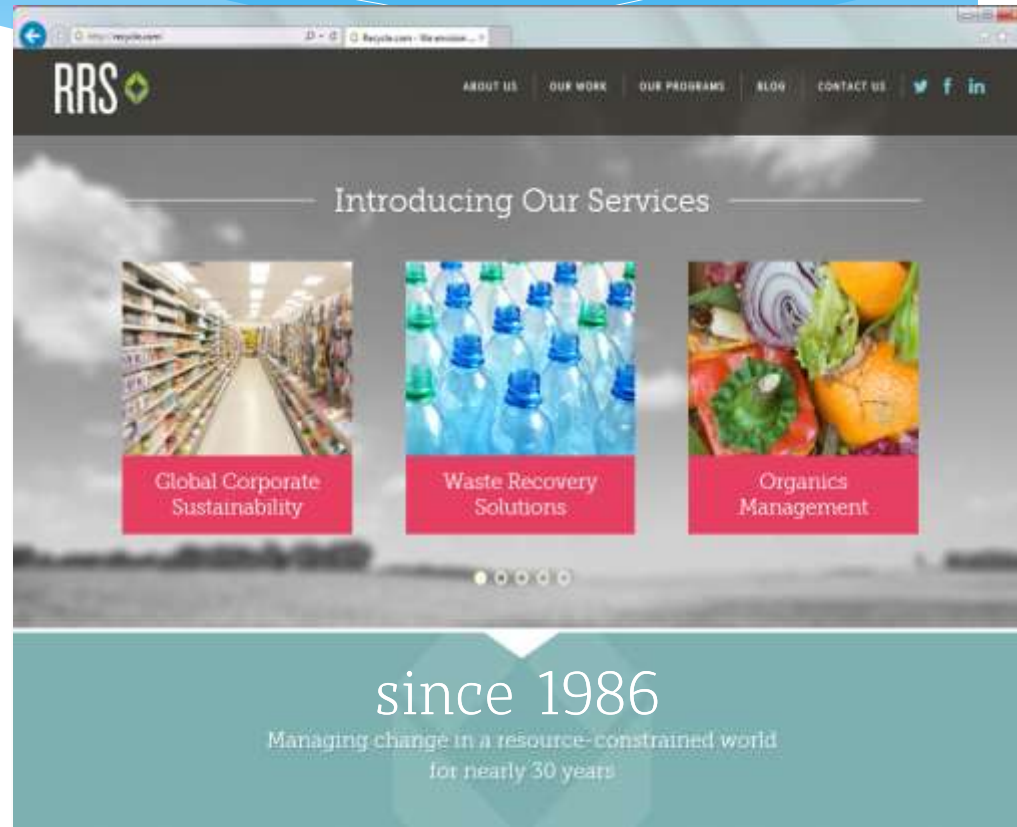 http://recycle.com/
Recycle.com - We envision ...
RRS
ABOUT US
OUR WORK
OUR PROGRAMS
BLOG
CONTACT US
Introducing Our Services
Global Corporate
Sustainability
Waste Recovery
Solutions
Organics
Management
since 1986
Managing change in a resource-constrained world
for nearly 30 years